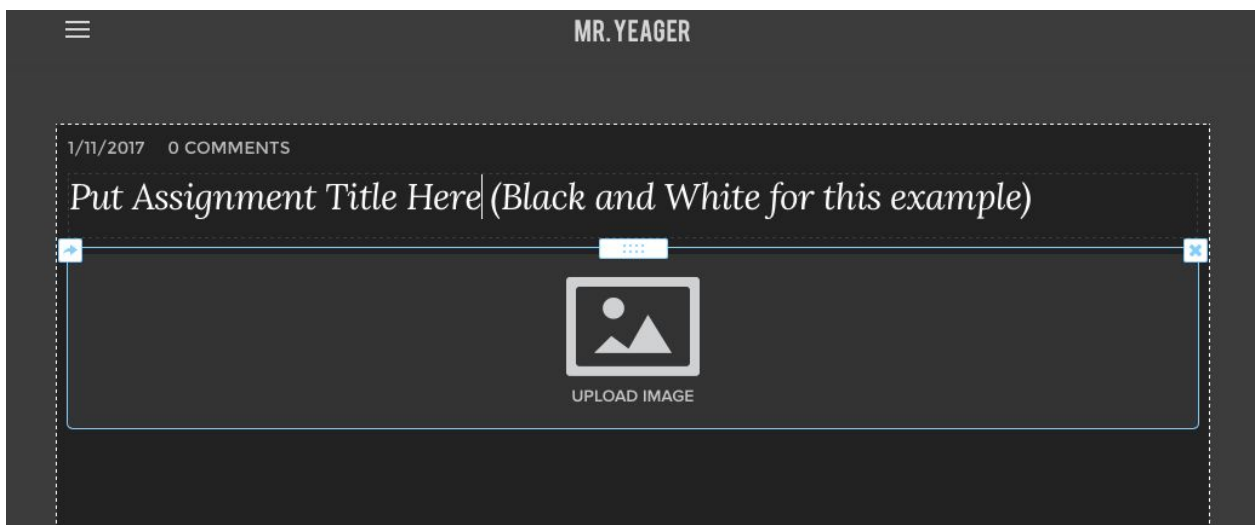 MR. YEAGER
1/11/2017 0 COMMENTS
Put Assignment Title Here (Black and White for this example)
UPLOAD IMAGE